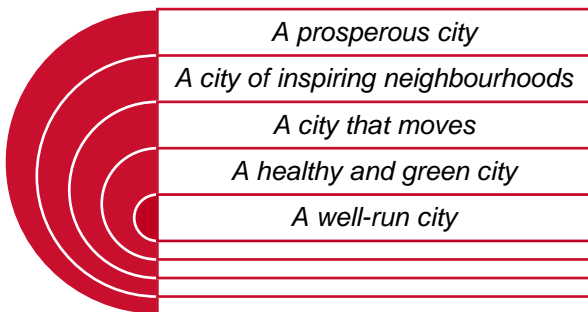 A prosperous city
A city of inspiring neighbourhoods
A city that moves
A healthy and green city
A well-run city